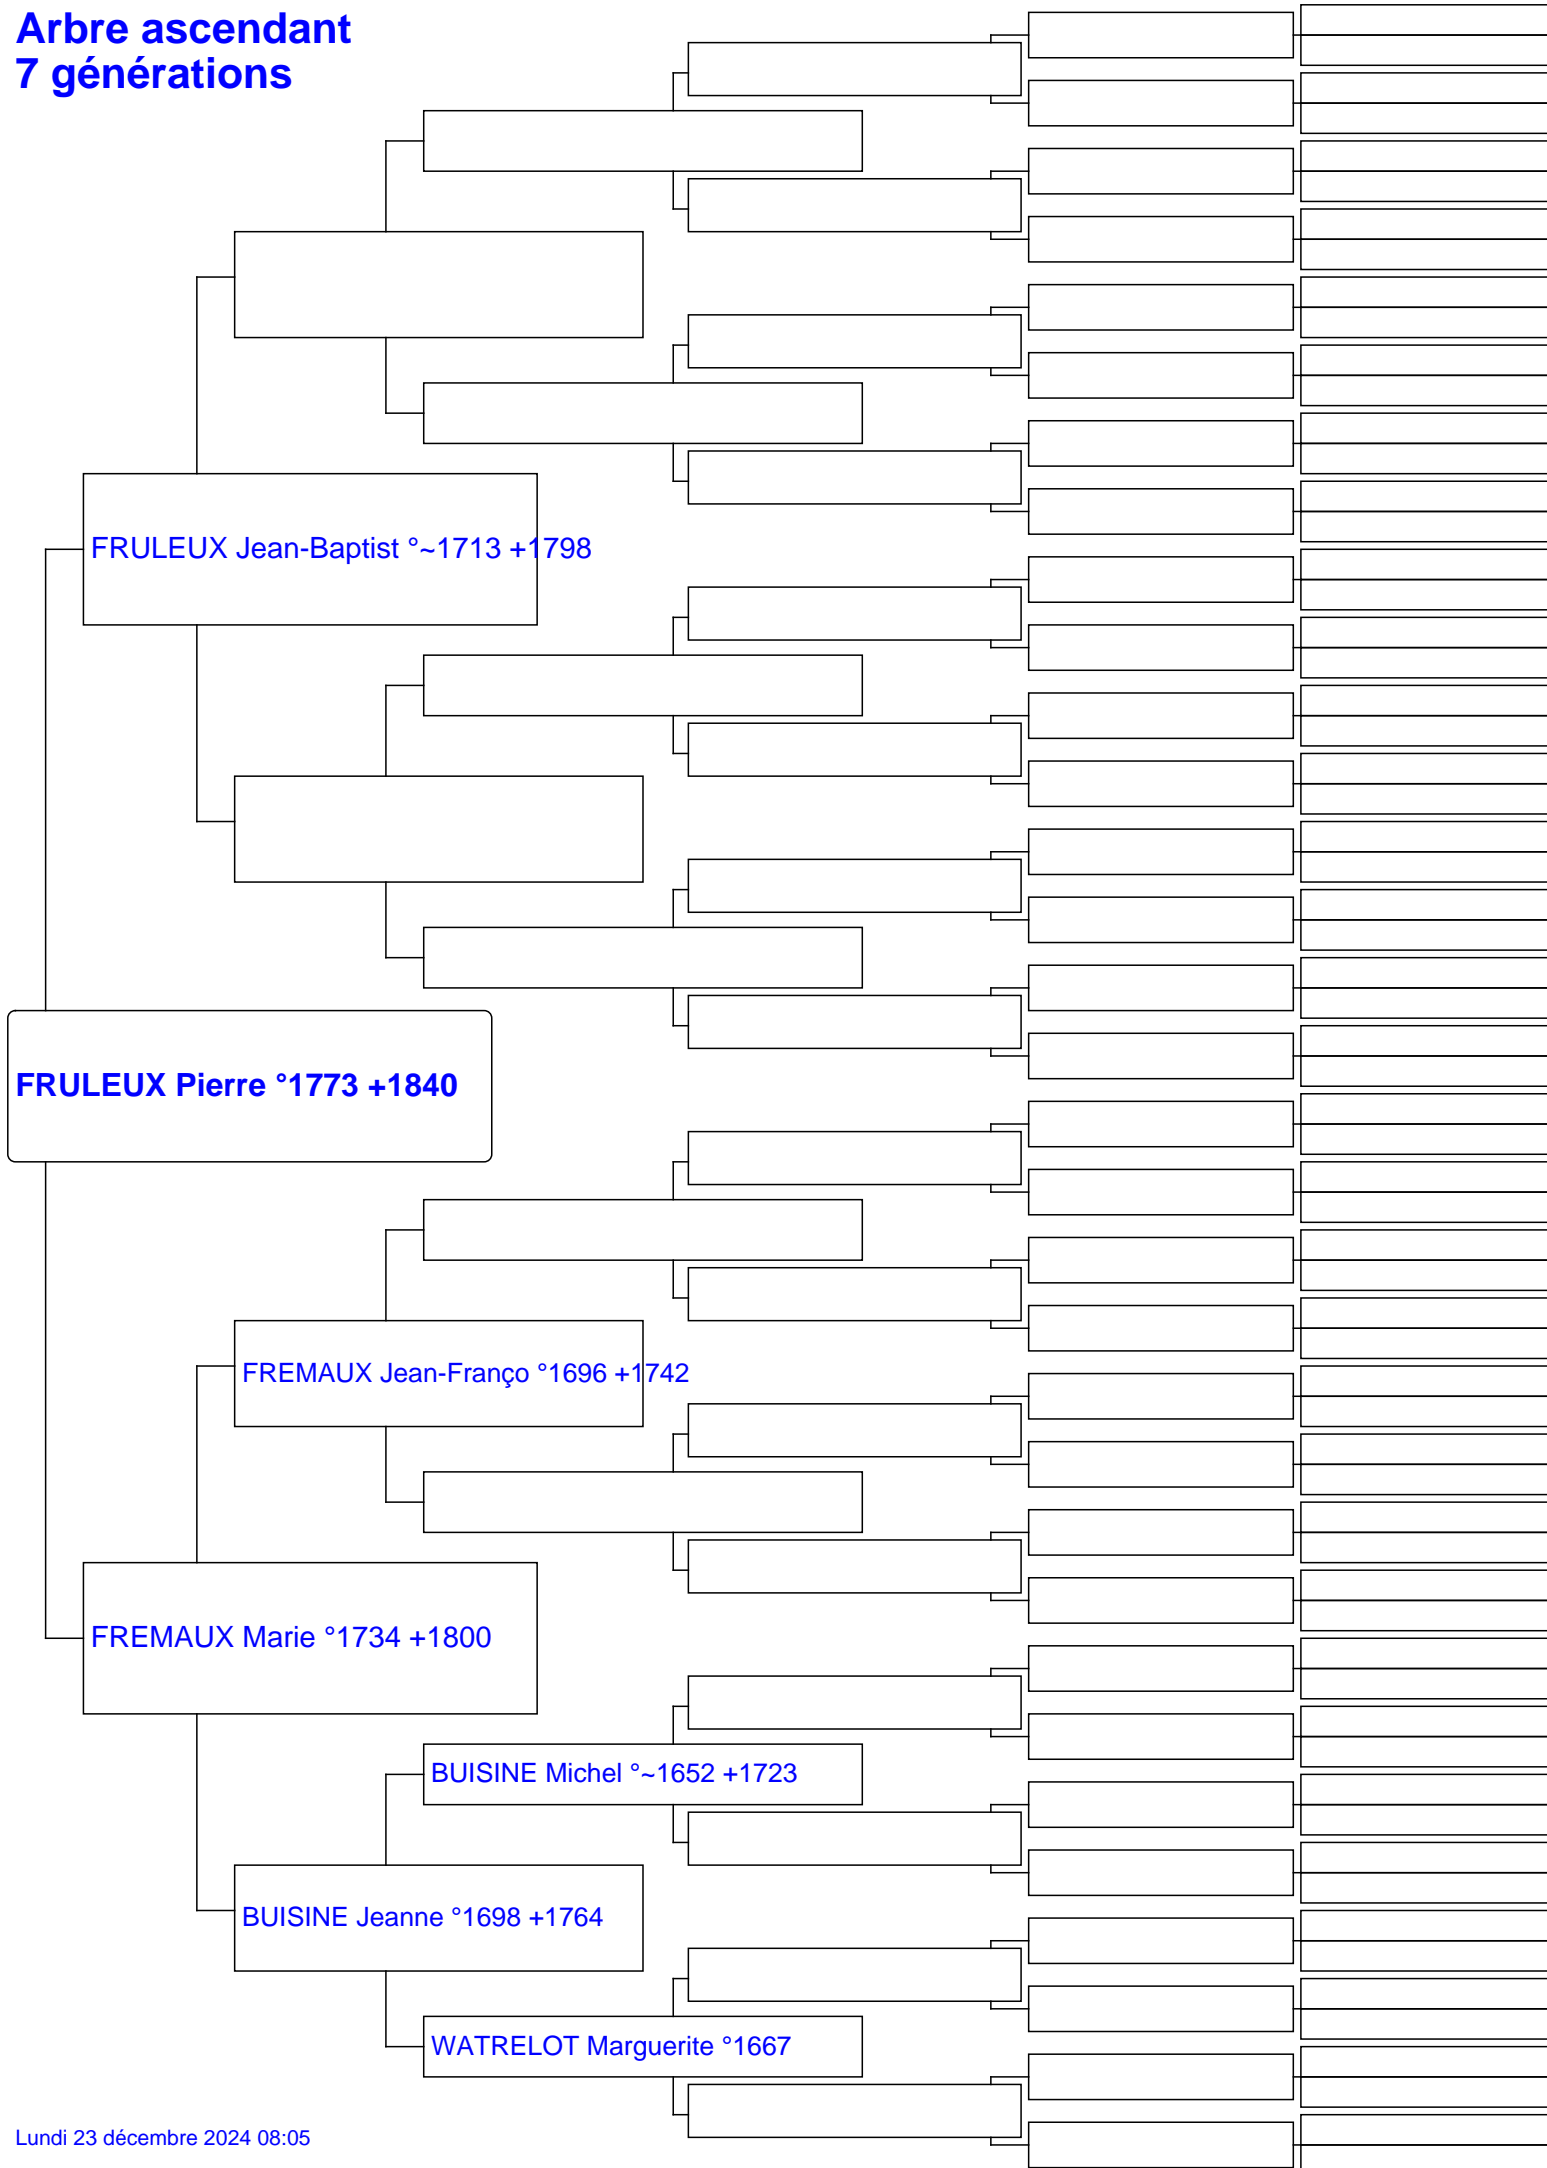 Arbre ascendant
7 générations
FRULEUX Jean-Baptist °~1713 +1798
FRULEUX Pierre °1773 +1840
FREMAUX Jean-Franço °1696 +1742
FREMAUX Marie °1734 +1800
BUISINE Michel °~1652 +1723
BUISINE Jeanne °1698 +1764
WATRELOT Marguerite °1667
Lundi 23 décembre 2024 08:05